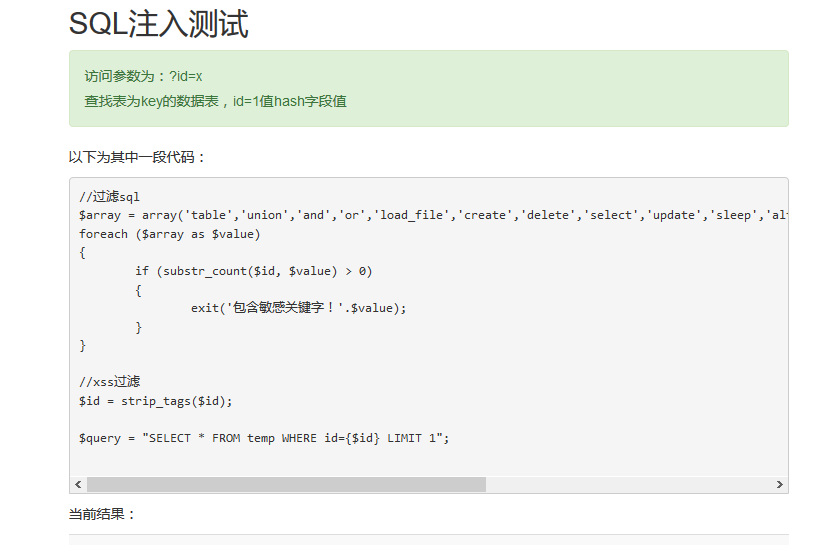 SQL注入测试
访问参数为：?id=x
查找表为key的数据表，id=1值hash字段值
以下为其中一段代码：
//过滤sql
$array = array('table','union','and','or','load_file','create','delete','select','update','sleep','alt
foreach ($array as $value)
{
if (substr_count($id, $value) > 0)
{
exit('包含敏感关键字！'.$value);
}
}
//xss过滤
$id = strip_tags($id);
$query = "SELECT * FROM temp WHERE id={$id} LIMIT 1";
当前结果：